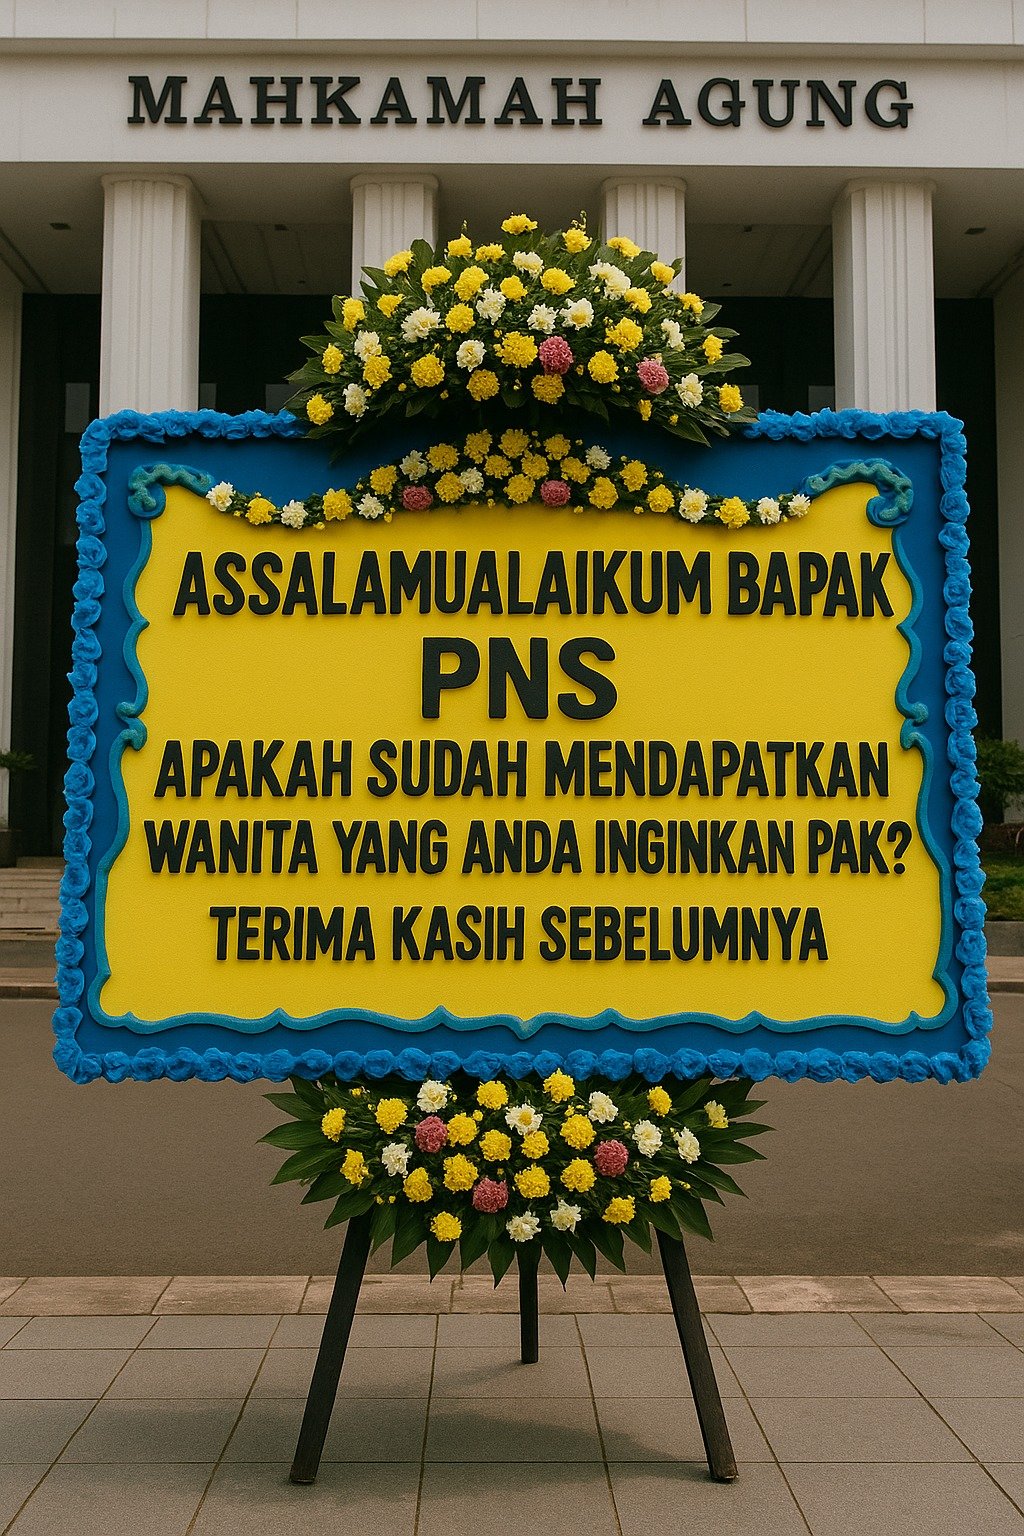 MAHKAMAH AGUNG
ASSALAMUALAIKUM BAPAK
PNS
APAKAH SUDAH MENDAPATKAN
WANITA YANG ANDA INGINKAN PAK?
TERIMA KASIH SEBELUMNYA